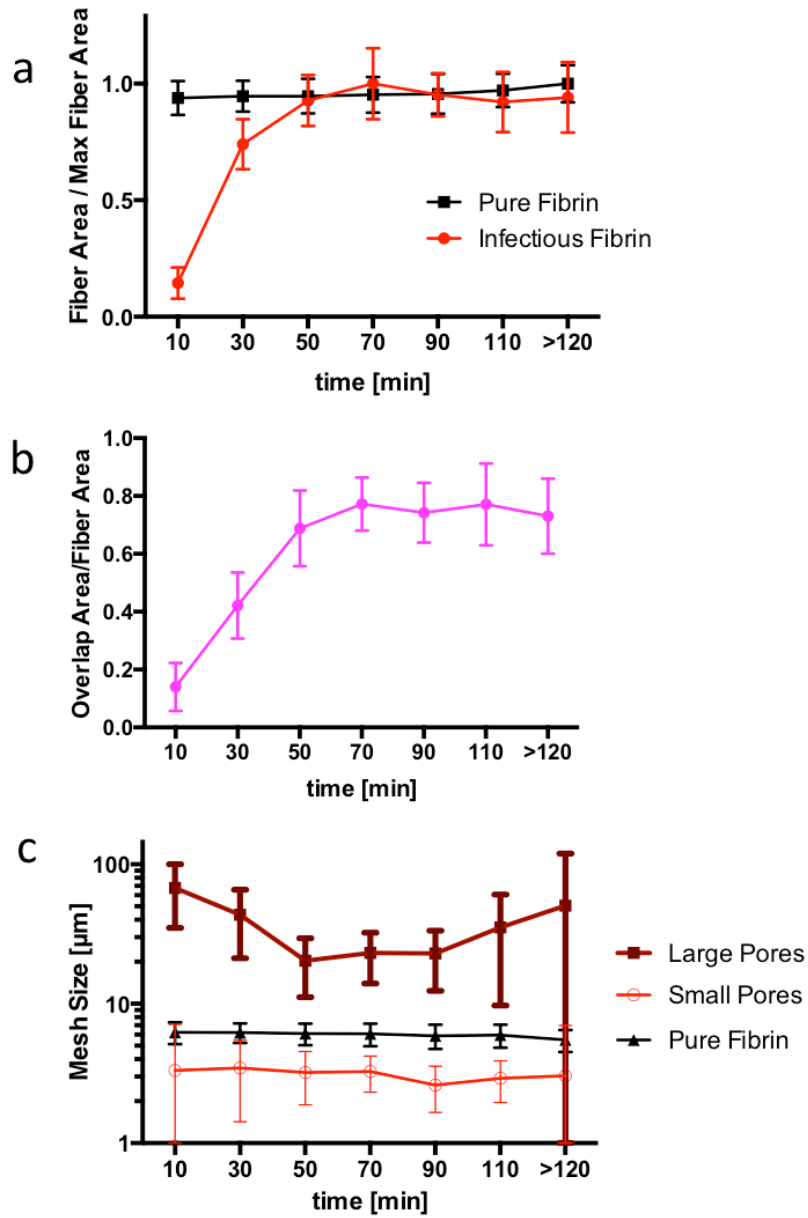 a
Fiber Area / Max Fiber Area
1.0
0.5
0.0
Pure Fibrin
Infectious Fibrin
10 30 50 70 90 110 >120
time [min]
b
Overlap Area/Fiber Area
1.0
0.8
0.6
0.4
0.2
0.0
10 30 50 70 90 110 >120
time [min]
c
Mesh Size [µm]
100
10
1
Large Pores
Small Pores
Pure Fibrin
10 30 50 70 90 110 >120
time [min]